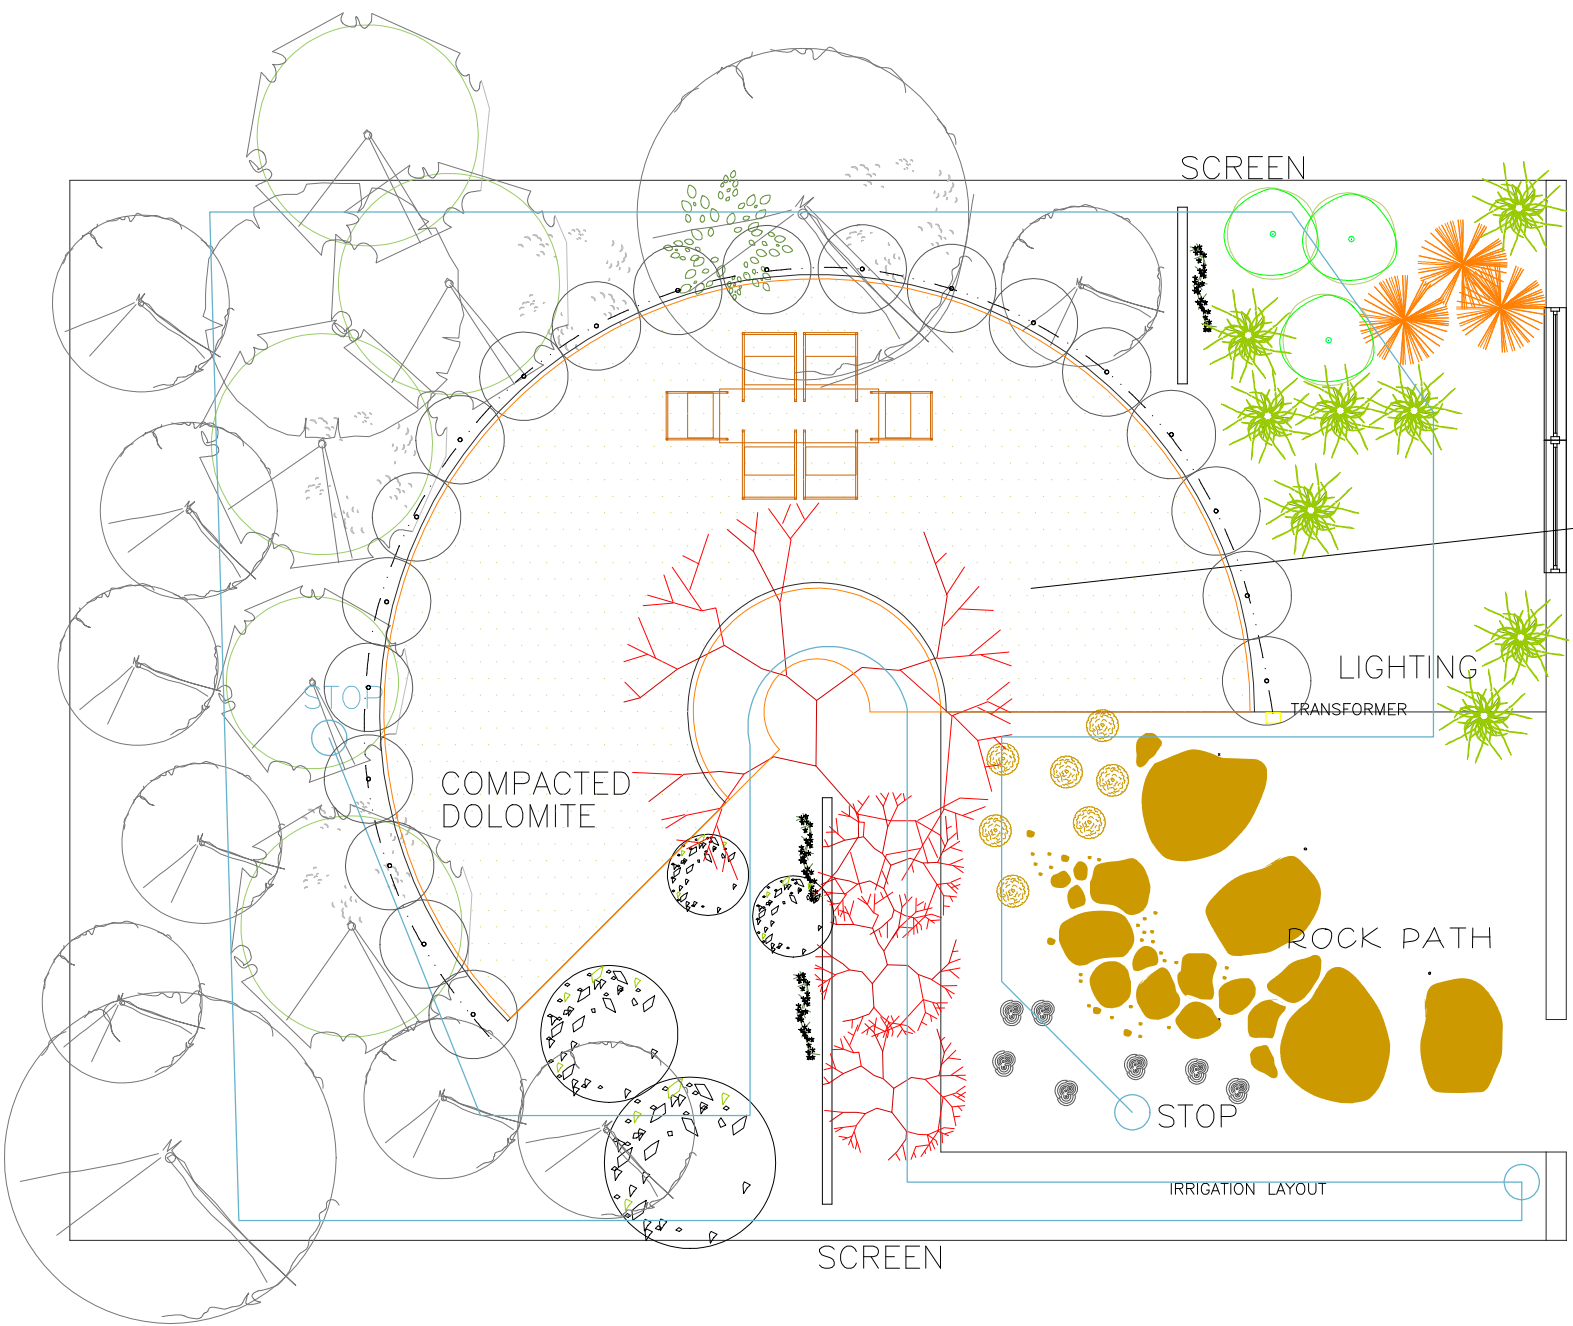 SCREEN
LIGHTING
STOP
TRANSFORMER
COMPACTED
DOLOMITE
ROCK PATH
STOP
IRRIGATION LAYOUT
SCREEN